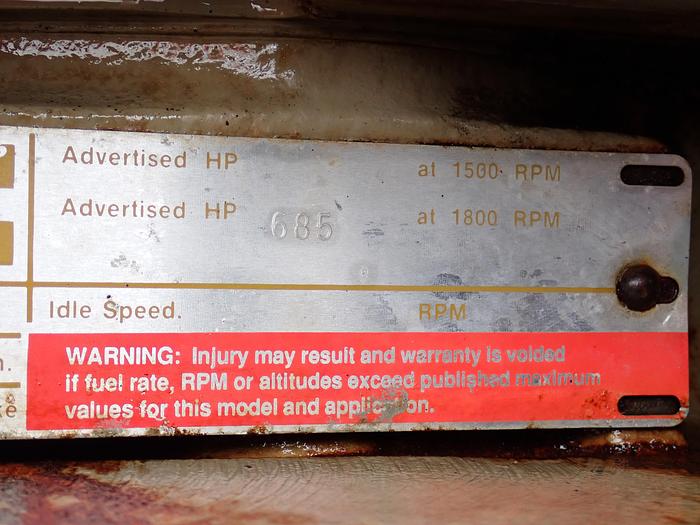 Advertised HP at 1500 RPM
Advertised HP 685 at 1800 RPM
Idle Speed. RPM
WARNING: Injury may result and warranty is voided
if fuel rate, RPM or altitudes exceed published maximum
values for this model and application.